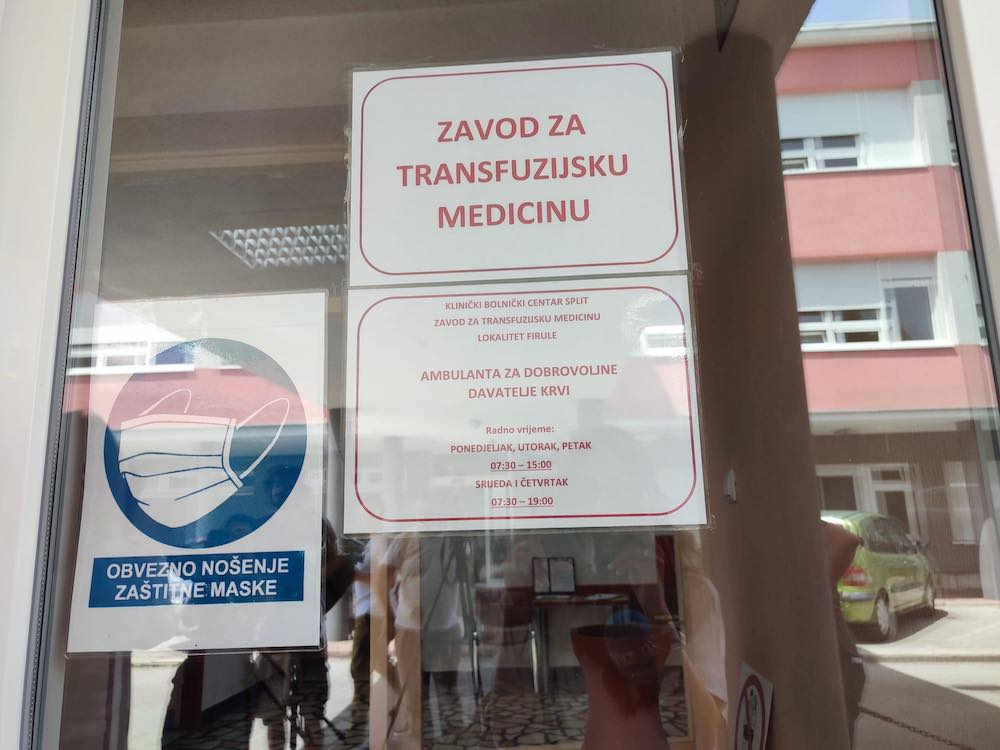 ZAVOD ZA
TRANSFUZIJSKU
MEDICINU
KLINIČKI BOLNIČKI CENTAR SPLIT
ZAVOD ZA TRANSFUZIJSKU MEDICINU
LOKALITET FIRULE
AMBULANTA ZA DOBROVOLJNE
DAVATELJE KRVI
Radno vrijeme:
PONEDJELJAK, UTORAK, PETAK
07:30 – 15:00
SRIJEDA I ČETVRTAK
07:30 – 19:00
OBVEZNO NOŠENJE
ZAŠTITNE MASKE